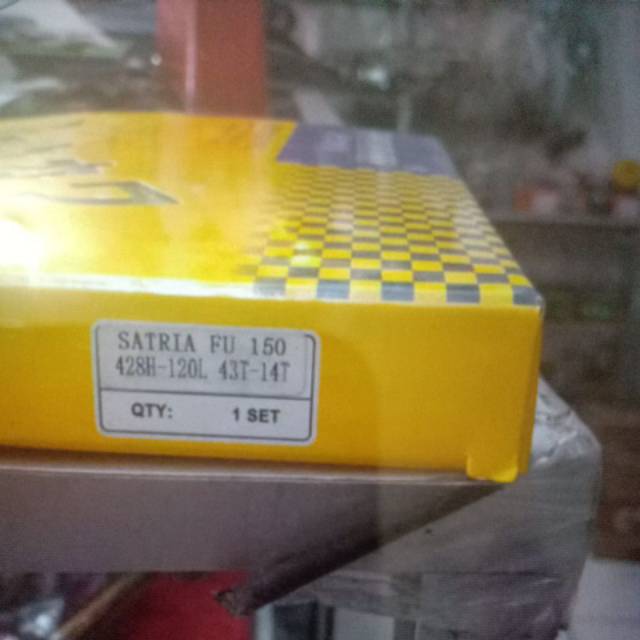 SATRIA FU 150
428H-120L 43T-14T
QTY: 1 SET